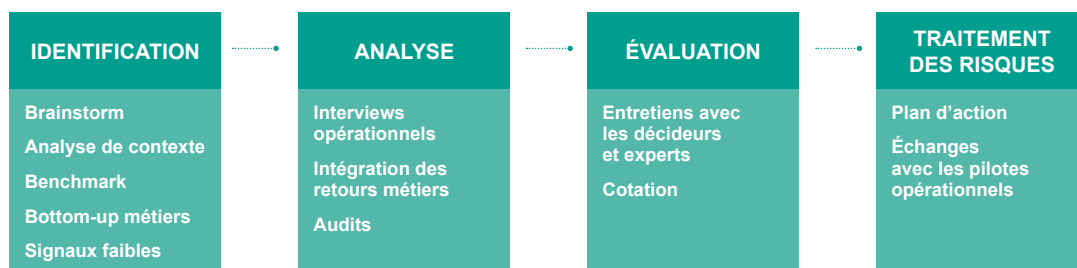 IDENTIFICATION
Brainstorm
Analyse de contexte
Benchmark
Bottom-up métiers
Signaux faibles
ANALYSE
Interviews
opérationnels
Intégration des
retours métiers
Audits
ÉVALUATION
Entretiens avec
les décideurs
et experts
Cotation
TRAITEMENT
DES RISQUES
Plan d'action
Échanges
avec les pilotes
opérationnels